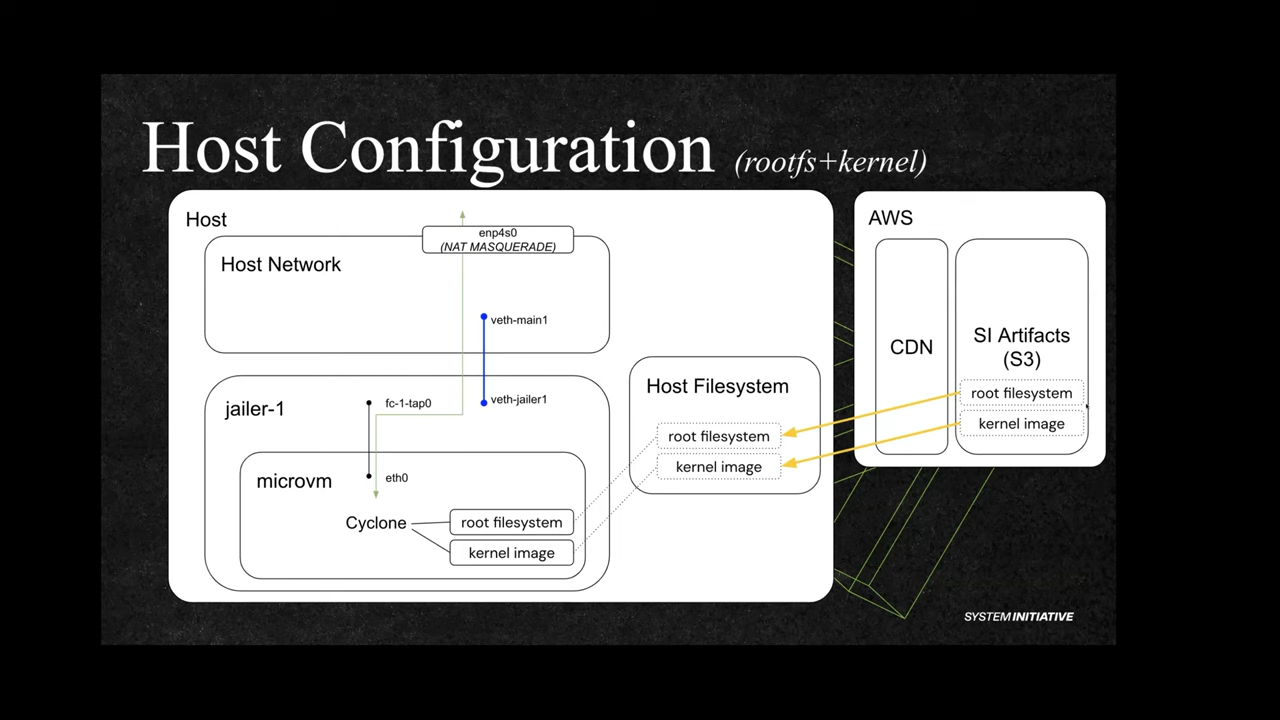 Host Configuration (rootfs+kernel)
Host
enp4s0
(NAT MASQUERADE)
Host Network
veth-main1
jailer-1
fc-1-tap0
veth-jailer1
microvm
eth0
Cyclone
root filesystem
kernel image
Host Filesystem
root filesystem
kernel image
AWS
CDN
SI Artifacts
(S3)
root filesystem
kernel image
SYSTEM INITIATIVE